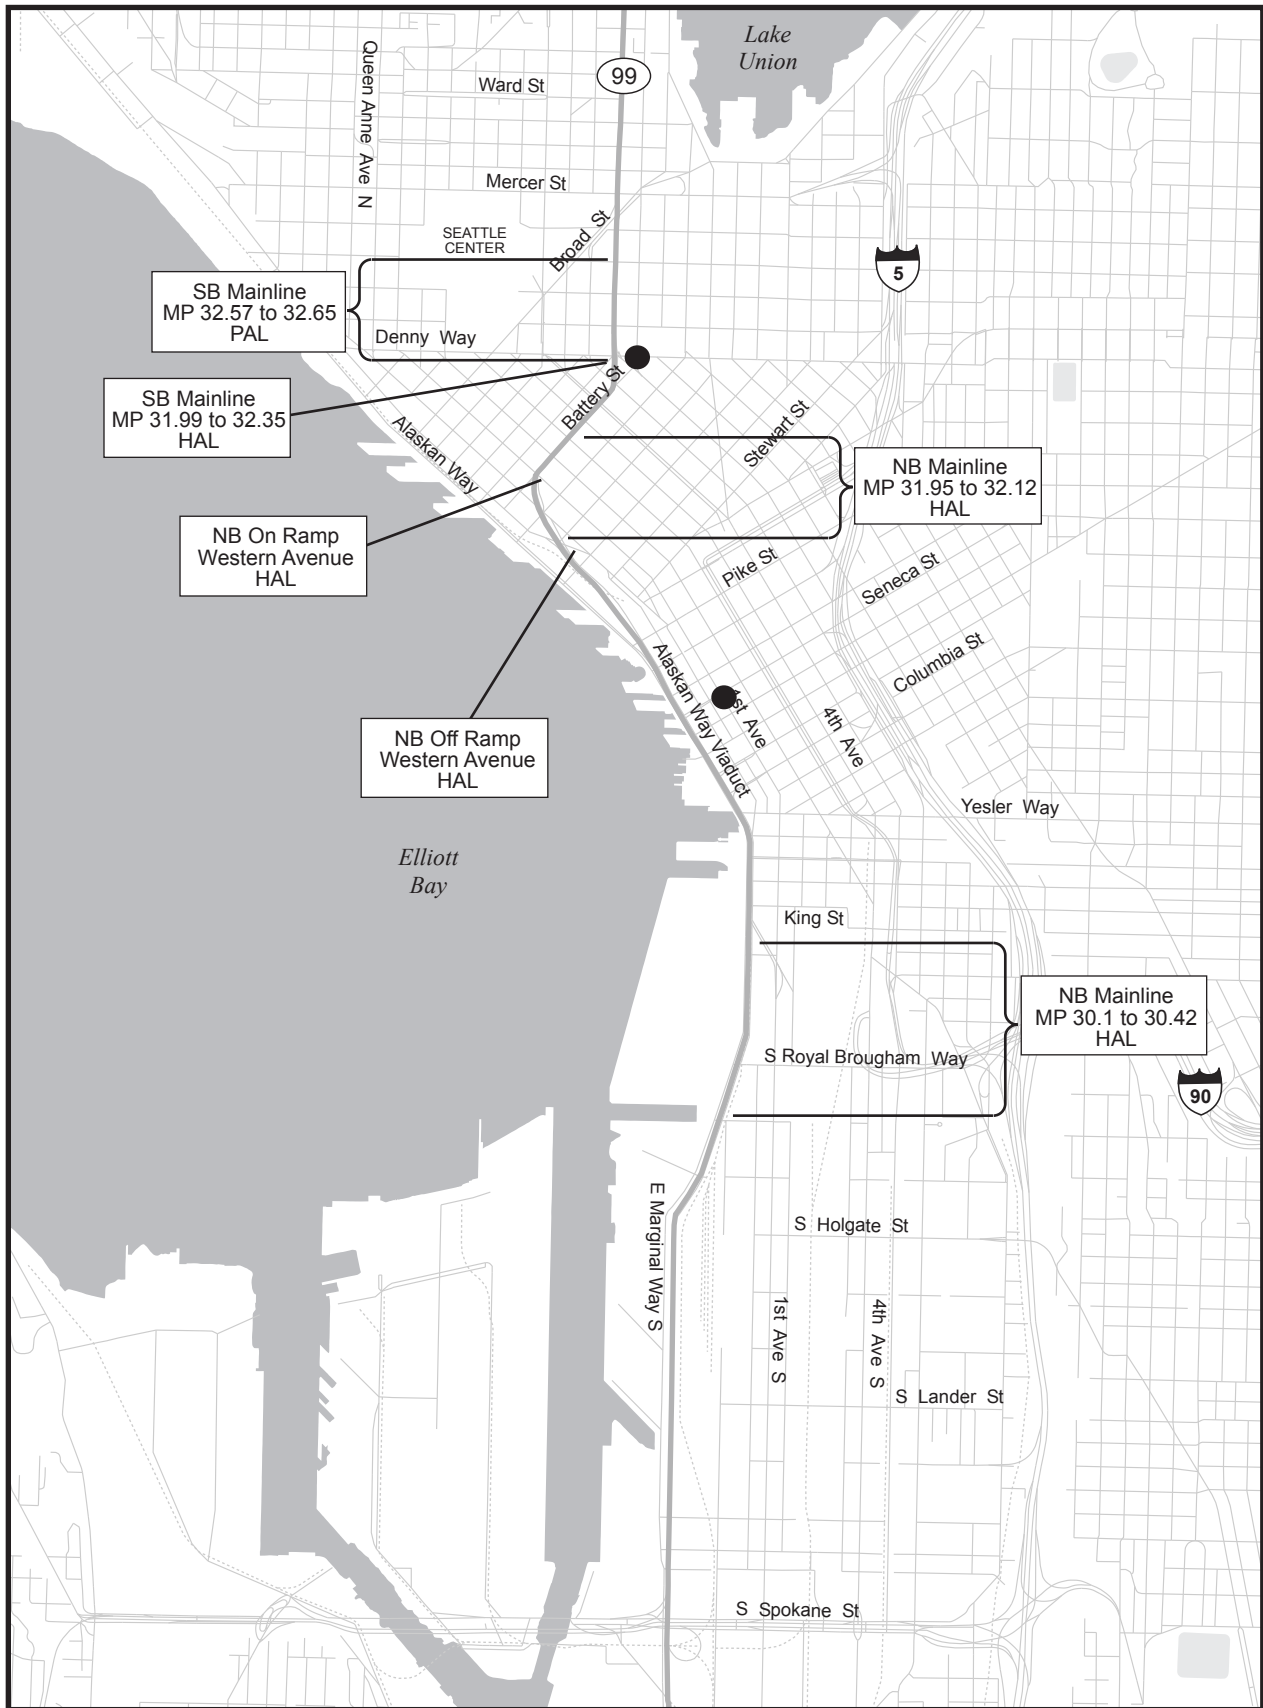 Lake
Union
Queen Anne Ave N
99
Ward St
Mercer St
Broad St
SEATTLE
CENTER
5
SB Mainline
MP 32.57 to 32.65
PAL
Denny Way
Battery St
SB Mainline
MP 31.99 to 32.35
HAL
Alaskan Way
Stewart St
NB Mainline
MP 31.95 to 32.12
HAL
NB On Ramp
Western Avenue
HAL
Pike St
Seneca St
Columbia St
Alaskan Way Viaduct
1st Ave
4th Ave
NB Off Ramp
Western Avenue
HAL
Yesler Way
Elliott
Bay
King St
NB Mainline
MP 30.1 to 30.42
HAL
S Royal Brougham Way
90
E Marginal Way S
S Holgate St
1st Ave S
4th Ave S
S Lander St
S Spokane St